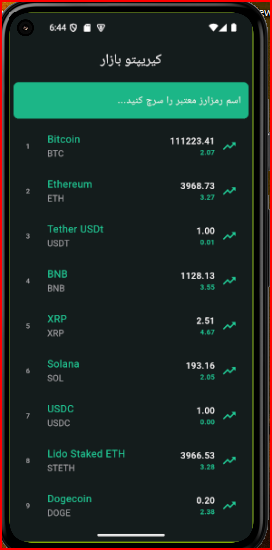 6:44
کیریپتو بازار
اسم رمزارز معتبر را سرچ کنید...
1 Bitcoin 111223.41
BTC 2.07
2 Ethereum 3968.73
ETH 3.27
3 Tether USDt 1.00
USDT 0.01
4 BNB 1128.13
BNB 3.55
5 XRP 2.51
XRP 4.67
6 Solana 193.16
SOL 2.05
7 USDC 1.00
USDC 0.00
8 Lido Staked ETH 3966.53
STETH 3.28
9 Dogecoin 0.20
DOGE 2.38